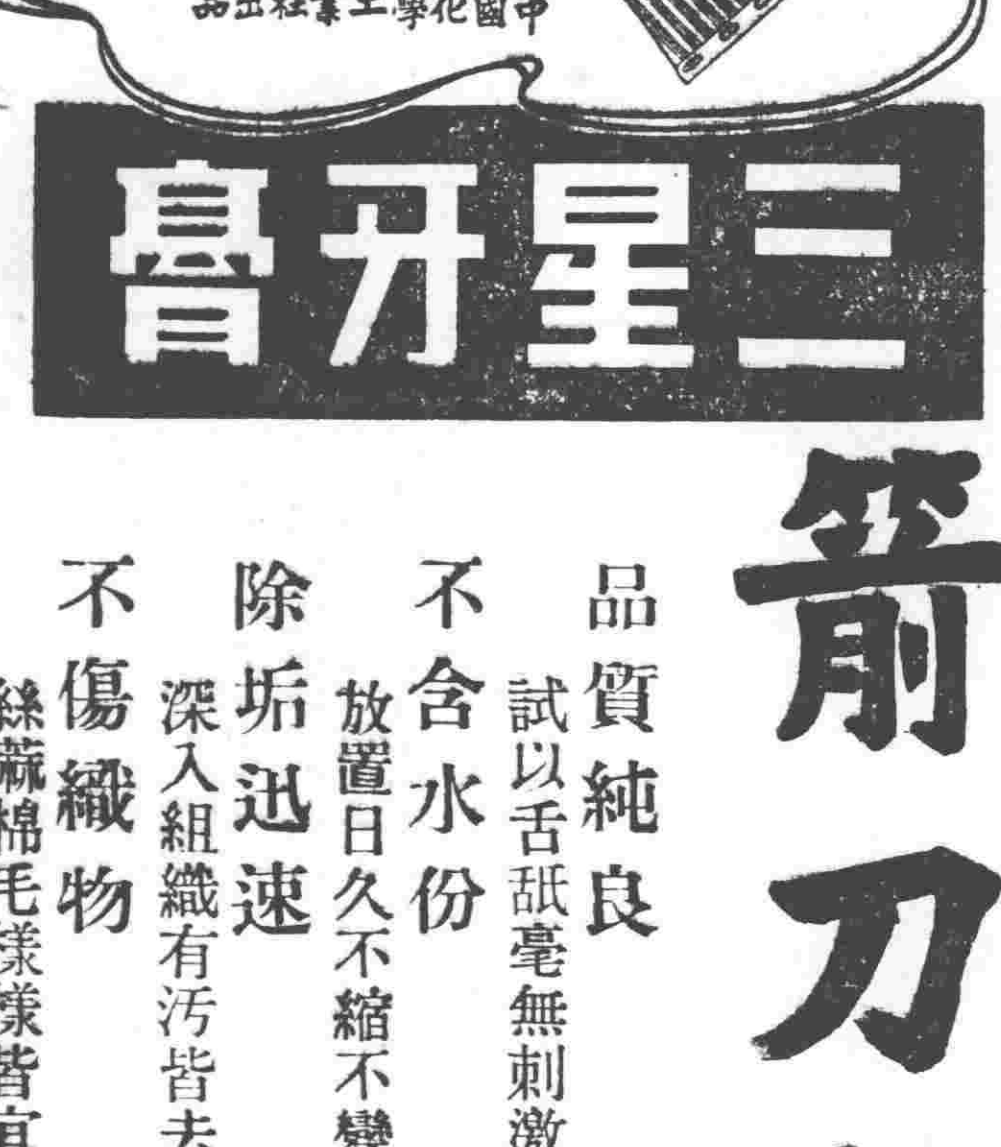 中國化學工業社出品
三星牙膏
箭刀
品質純良
試以舌舐毫無刺激
不含水份
放置日久不縮不變
除垢迅速
深入組織有汚皆去
不傷織物
絲蔴棉毛樣樣皆宜